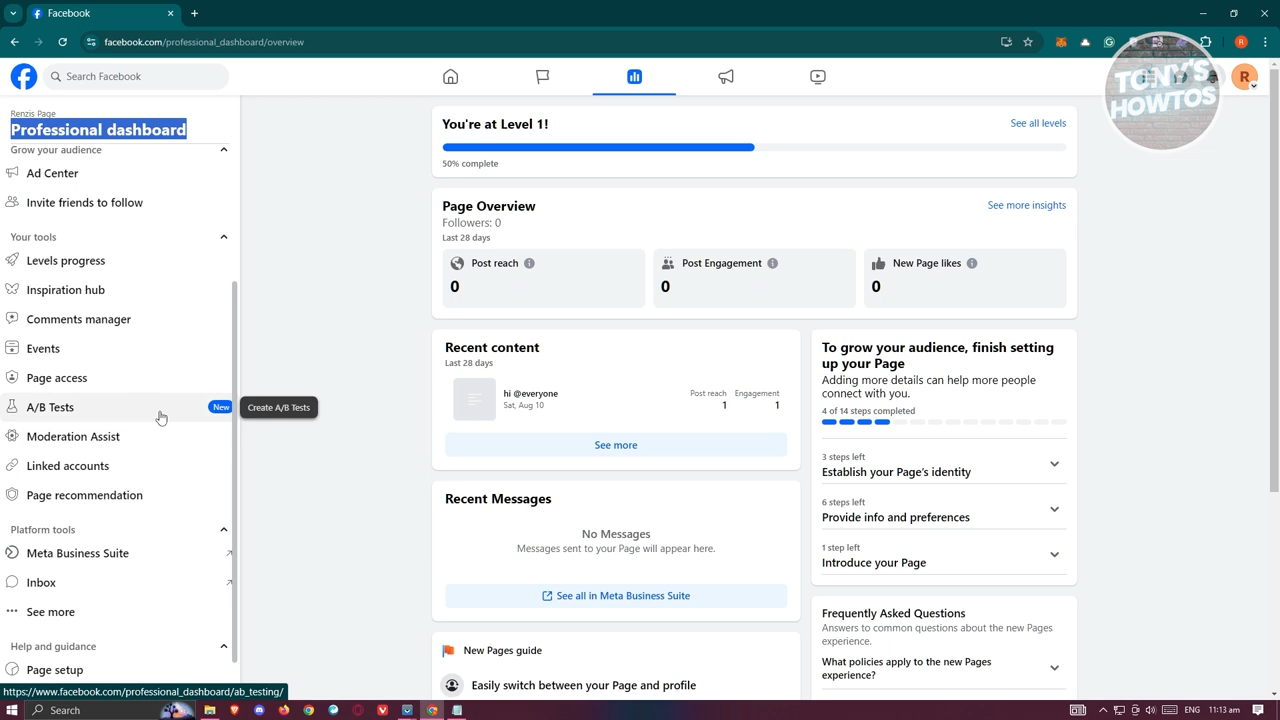 Facebook
facebook.com/professional_dashboard/overview
R
Search Facebook
TONY'S
HOWTOS
R
Renzis Page
Professional dashboard
Grow your audience
Ad Center
Invite friends to follow
Your tools
Levels progress
Inspiration hub
Comments manager
Events
Page access
A/B Tests
New
Create A/B Tests
Moderation Assist
Linked accounts
Page recommendation
Platform tools
Meta Business Suite
Inbox
See more
Help and guidance
Page setup
https://www.facebook.com/professional_dashboard/ab_testing/
You're at Level 1!
See all levels
50% complete
Page Overview
See more insights
Followers: 0
Last 28 days
Post reach
0
Post Engagement
0
New Page likes
0
Recent content
Last 28 days
hi @everyone
Sat, Aug 10
Post reach
1
Engagement
1
See more
Recent Messages
No Messages
Messages sent to your Page will appear here.
See all in Meta Business Suite
New Pages guide
Easily switch between your Page and profile
To grow your audience, finish setting
up your Page
Adding more details can help more people
connect with you.
4 of 14 steps completed
3 steps left
Establish your Page's identity
6 steps left
Provide info and preferences
1 step left
Introduce your Page
Frequently Asked Questions
Answers to common questions about the new Pages
experience.
What policies apply to the new Pages
experience?
Search
ENG
11:13 am